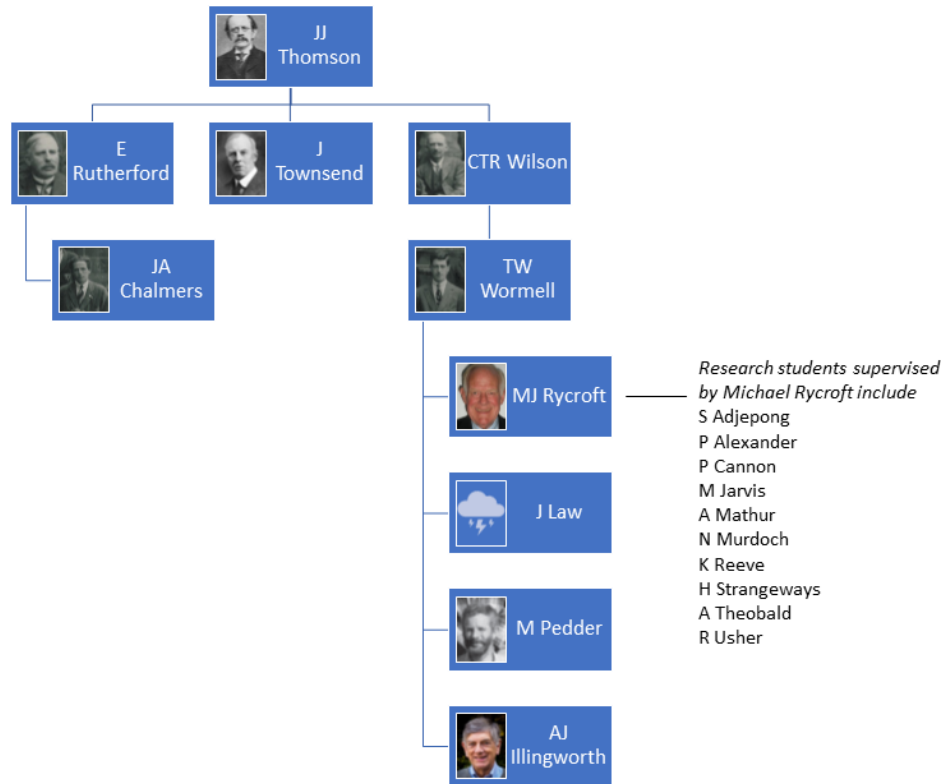 JJ
Thomson
E
Rutherford
J
Townsend
CTR Wilson
JA
Chalmers
TW
Wormell
MJ Rycroft
Research students supervised
by Michael Rycroft include
S Adjepong
P Alexander
P Cannon
M Jarvis
A Mathur
N Murdoch
K Reeve
H Strangeways
A Theobald
R Usher
J Law
M Pedder
AJ
Illingworth